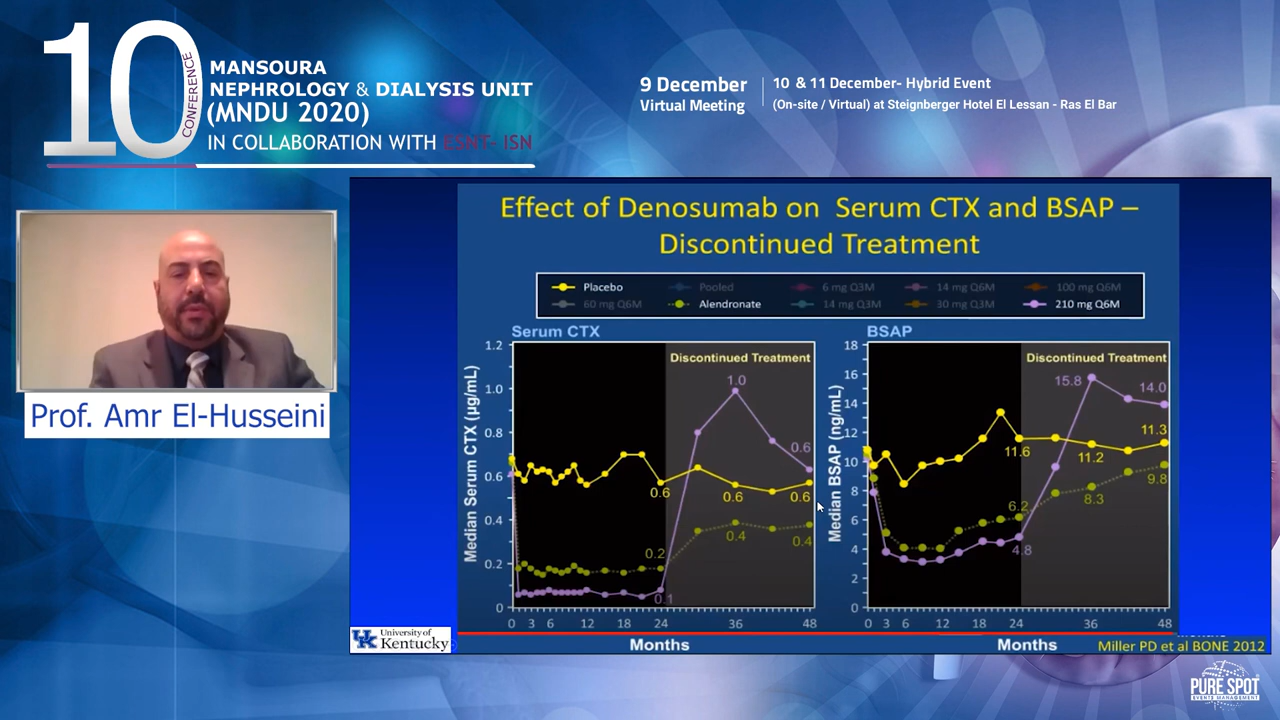 10
CONFERENCE
MANSOURA
NEPHROLOGY & DIALYSIS UNIT
(MNDU 2020)
IN COLLABORATION WITH ESNT- ISN
9 December
Virtual Meeting
10 & 11 December- Hybrid Event
(On-site / Virtual) at Steignberger Hotel El Lessan - Ras El Bar
Prof. Amr El-Husseini
Effect of Denosumab on Serum CTX and BSAP –
Discontinued Treatment
Placebo Pooled 6 mg Q3M 14 mg Q6M 100 mg Q6M
60 mg Q6M Alendronate 14 mg Q3M 30 mg Q3M 210 mg Q6M
Serum CTX
Discontinued Treatment
Median Serum CTX (µg/mL)
1.2
1.0
0.8
0.6
0.4
0.2
0
1.0
0.6
0.6
0.6
0.6
0.2
0.4
0.4
0.1
0 3 6 12 18 24 36 48
Months
BSAP
Discontinued Treatment
Median BSAP (ng/mL)
18
16
14
12
10
8
6
4
2
0
15.8
14.0
11.6
11.2
11.3
6.2
8.3
9.8
4.8
0 3 6 12 18 24 36 48
Months
Miller PD et al BONE 2012
UK University of
Kentucky
PURE SPOT
EVENTS MANAGEMENT